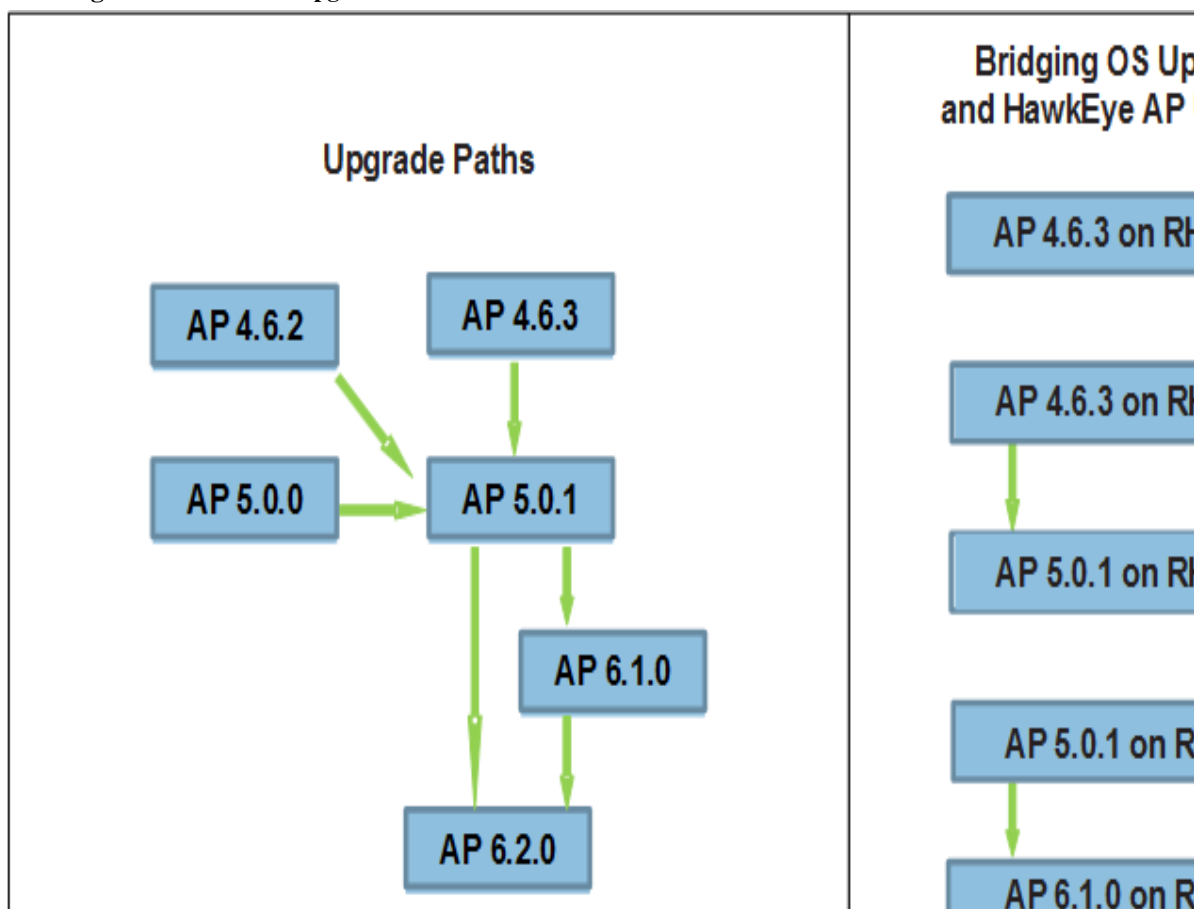 Upgrade Paths
AP 4.6.2
AP 4.6.3
AP 5.0.0
AP 5.0.1
AP 6.1.0
AP 6.2.0
Bridging OS
and HawkEye AP
AP 4.6.3 on
AP 4.6.3 on
AP 5.0.1 on
AP 5.0.1 on
AP 6.1.0 on